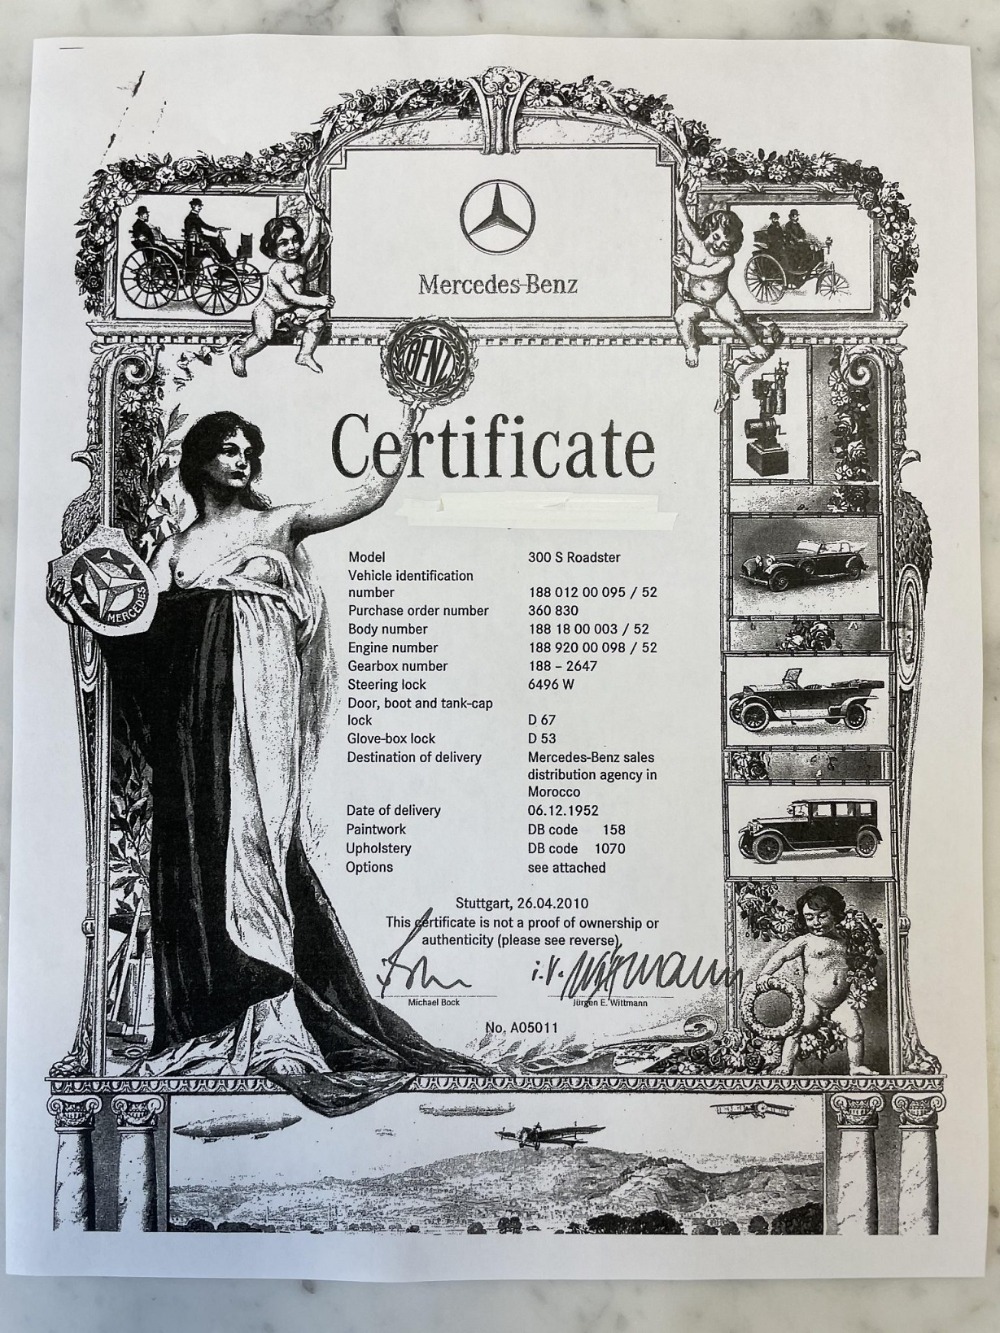 Mercedes-Benz
BENZ
Certificate
MERCEDES
Model 300 S Roadster
Vehicle identification
number 188 012 00 095 / 52
Purchase order number 360 830
Body number 188 18 00 003 / 52
Engine number 188 920 00 098 / 52
Gearbox number 188 – 2647
Steering lock 6496 W
Door, boot and tank-cap
lock D 67
Glove-box lock D 53
Destination of delivery Mercedes-Benz sales
distribution agency in
Morocco
Date of delivery 06.12.1952
Paintwork DB code 158
Upholstery DB code 1070
Options see attached
Stuttgart, 26.04.2010
This certificate is not a proof of ownership or
authenticity (please see reverse)
i.V. Wittmann
Michael Bock Jürgen E. Wittmann
No. A05011